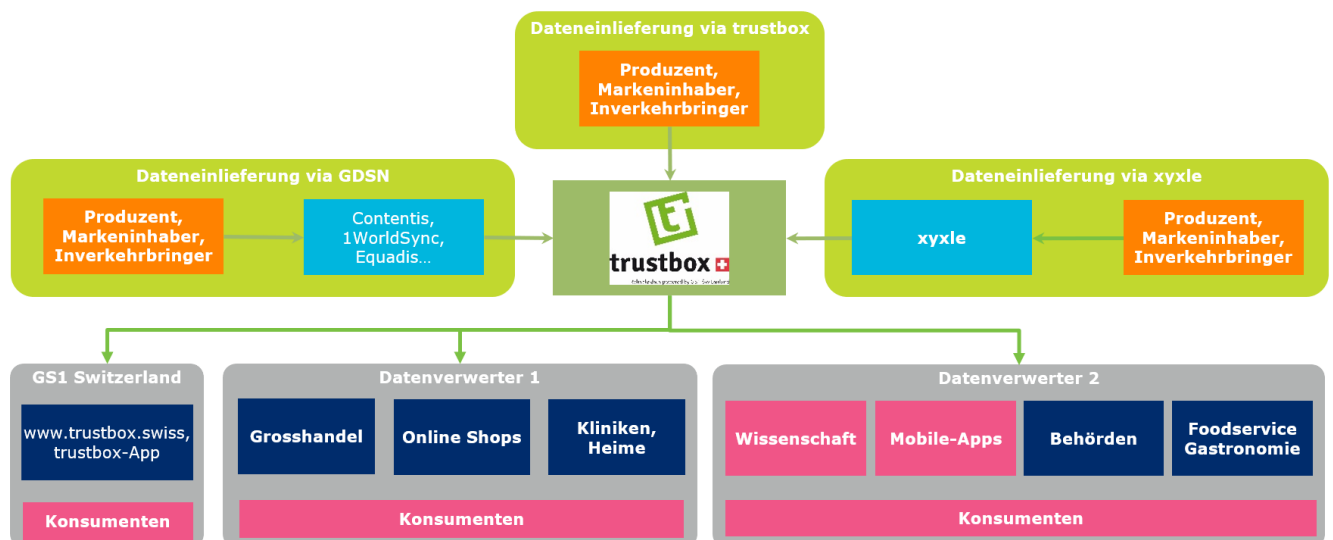 Dateneinlieferung via trustbox
Produzent,
Markeninhaber,
Inverkehrbringer
Dateneinlieferung via GDSN
Produzent,
Markeninhaber,
Inverkehrbringer
Contentis,
1WorldSync,
Equadis...
trustbox
Dateneinlieferung via xyxle
xyxle
Produzent,
Markeninhaber,
Inverkehrbringer
GS1 Switzerland
www.trustbox.swiss,
trustbox-App
Konsumenten
Datenverwerter 1
Grosshandel
Online Shops
Kliniken,
Heime
Konsumenten
Datenverwerter 2
Wissenschaft
Mobile-Apps
Behörden
Foodservice
Gastronomie
Konsumenten